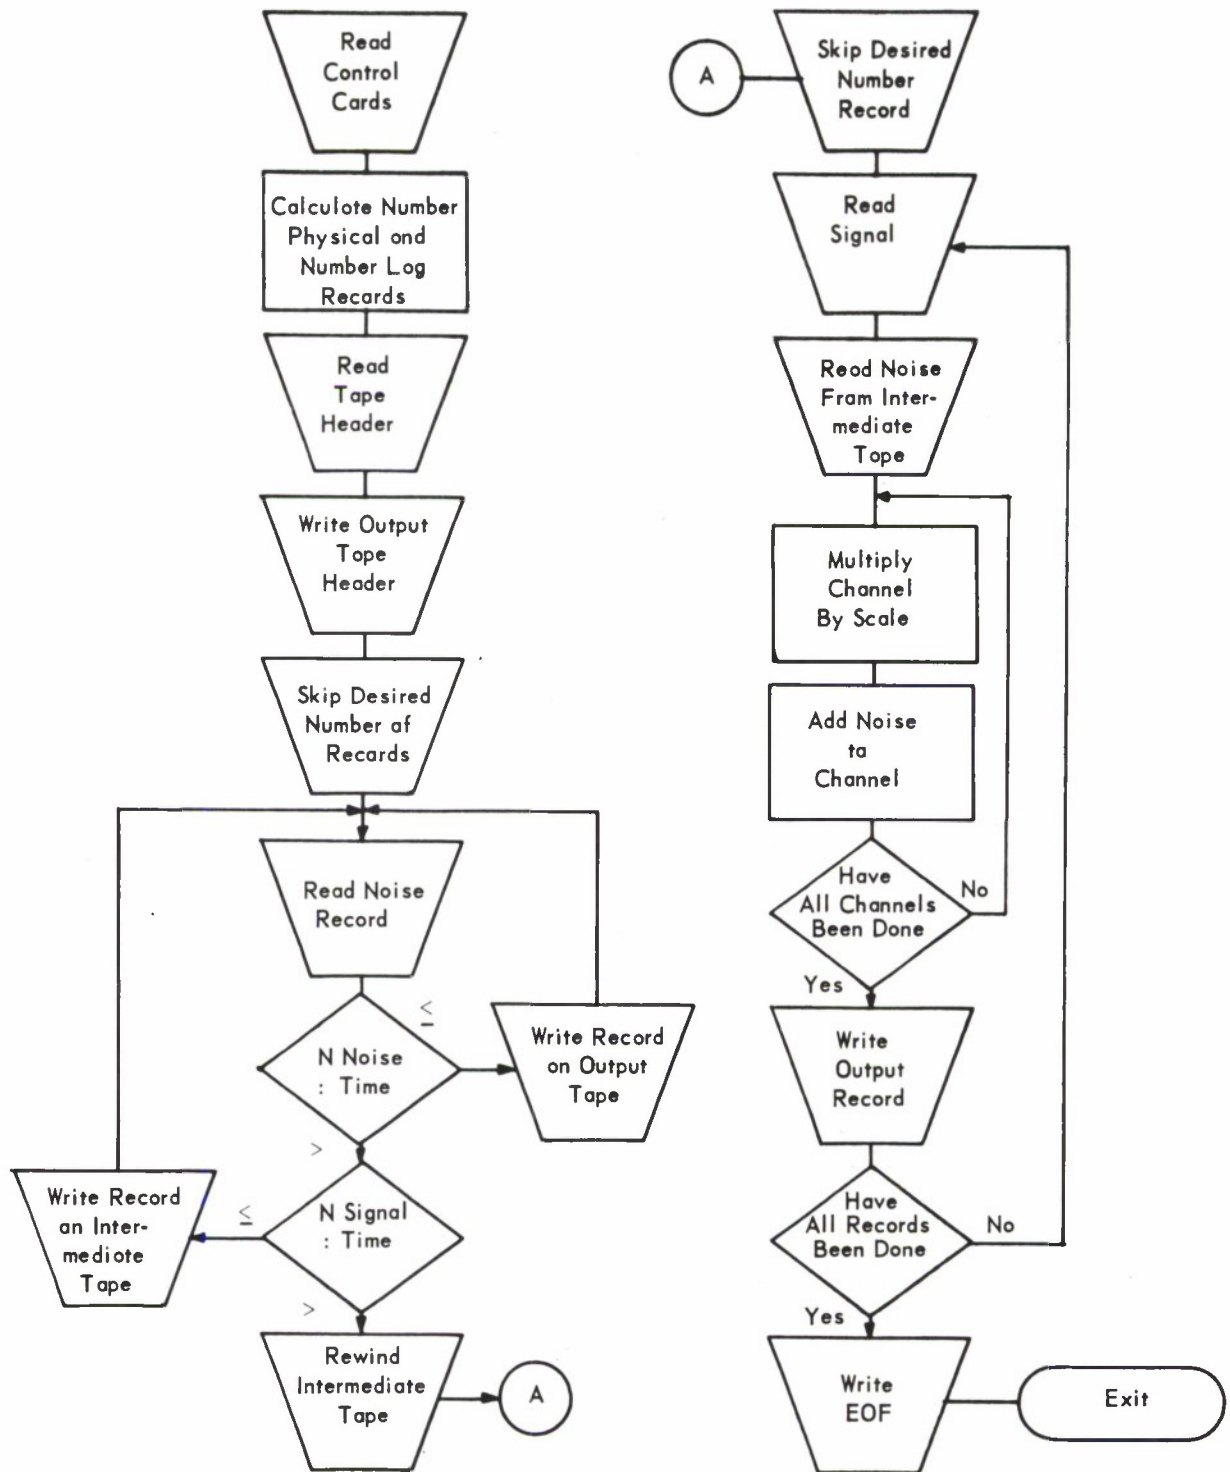 Read
Control
Cards
Calculote Number
Physical ond
Number Log
Recards
Read
Tape
Header
Write Output
Tope
Header
Skip Desired
Number af
Recards
Read Noise
Record
N Noise
: Time
≤
>
Write Record
on Output
Tape
N Signal
: Time
≤
>
Write Record
an Inter-
mediote
Tape
Rewind
Intermediate
Tape
A
A
Skip Desired
Number
Record
Read
Signal
Reod Noise
Fram Inter-
mediate
Tope
Multiply
Channel
By Scale
Add Noise
ta
Channel
Have
All Channels
Been Done
No
Yes
Write
Output
Record
Have
All Records
Been Done
No
Yes
Write
EOF
Exit